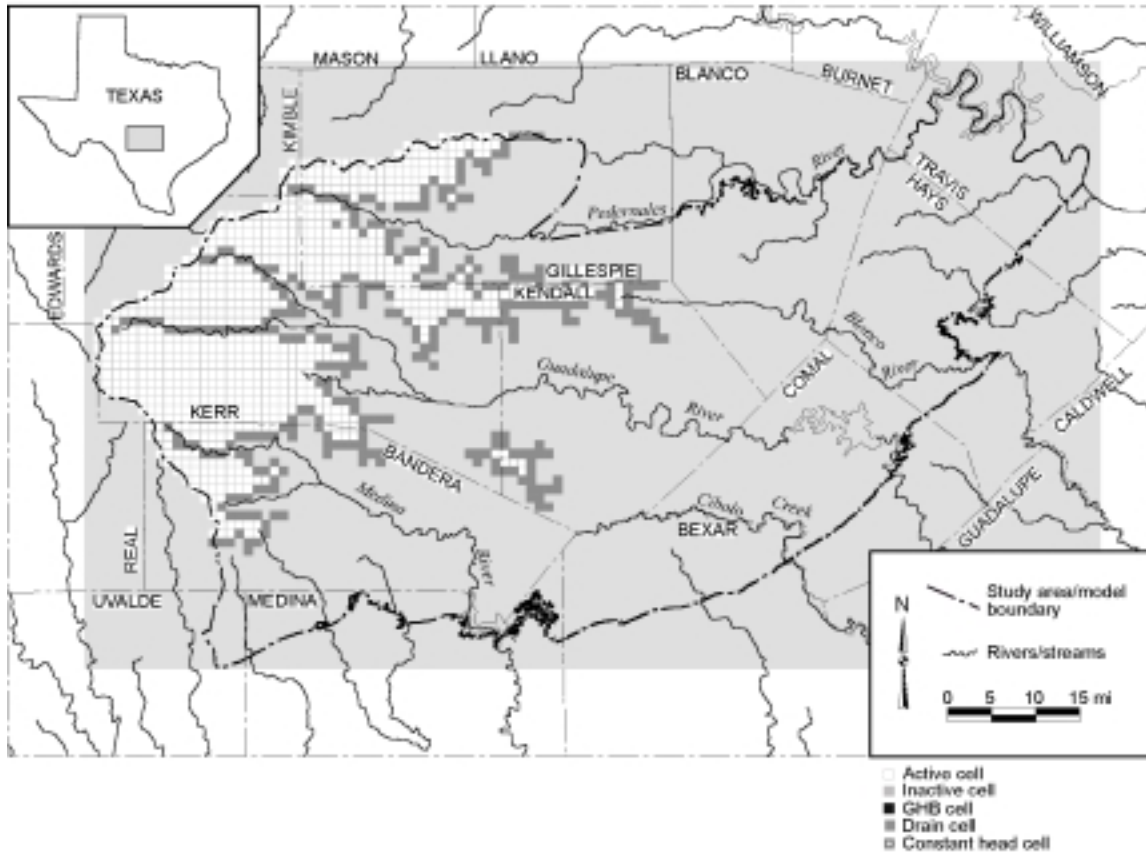 TEXAS
MASON
LLANO
BLANCO
BURNET
WILLIAMSON
KIMBLE
River
TRAVIS
HAYS
Pedernales
EDWARDS
GILLESPIE
KENDALL
Blanco
River
Guadalupe
COMAL
River
CALDWELL
KERR
BANDERA
Medina
Cibolo
Creek
BEXAR
GUADALUPE
REAL
River
UVALDE
MEDINA
N
Study area/model
boundary
Rivers/streams
0 5 10 15 mi
Active cell
Inactive cell
GHB cell
Drain cell
Constant head cell